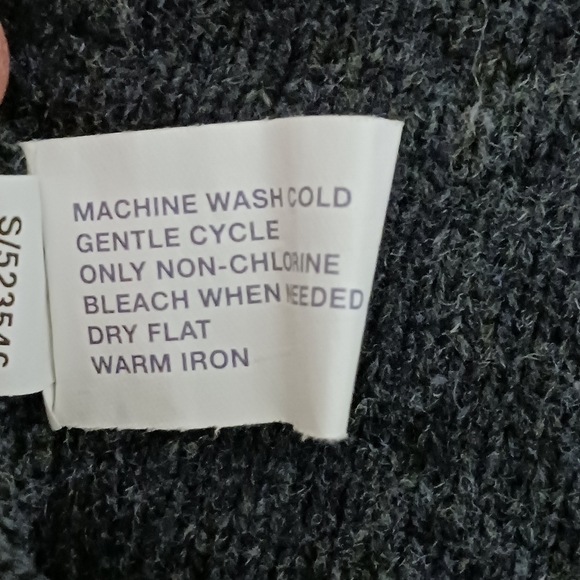 MACHINE WASH COLD
GENTLE CYCLE
ONLY NON-CHLORINE
BLEACH WHEN NEEDED
DRY FLAT
WARM IRON